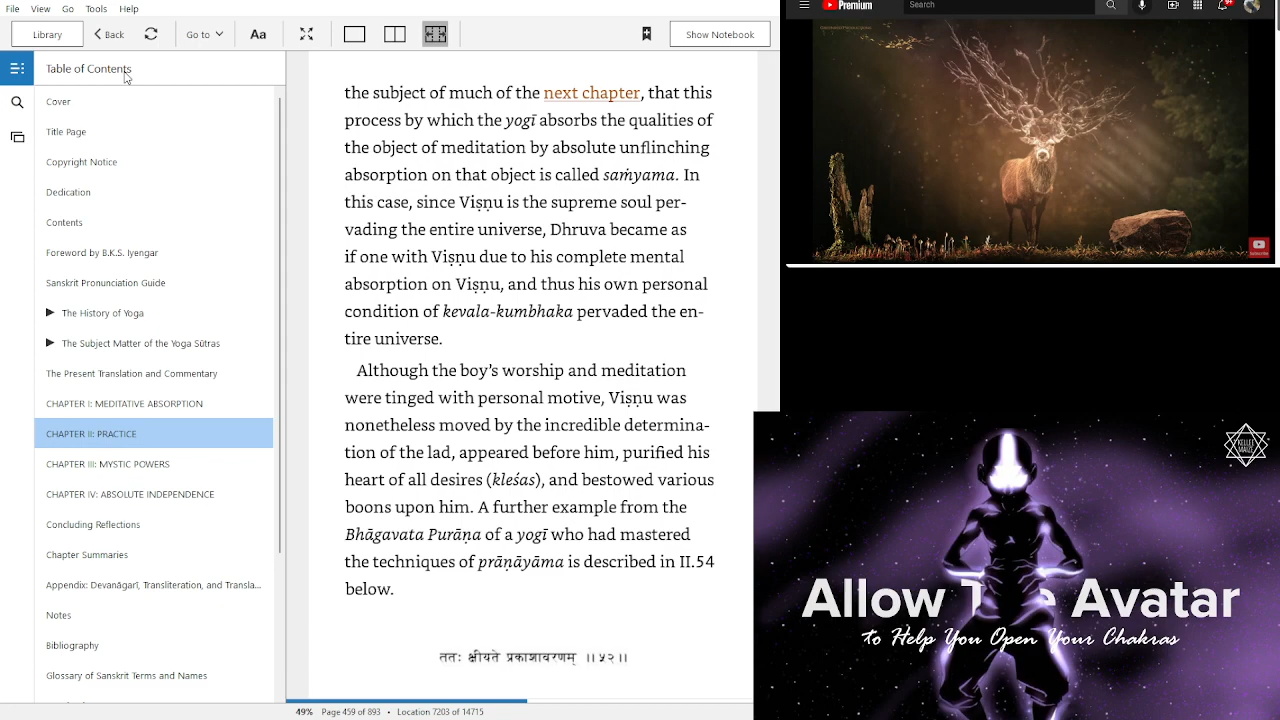 File View Go Tools Help
Library Back Go to Aa Show Notebook
Table of Contents
Cover
Title Page
Copyright Notice
Dedication
Contents
Foreword by B.K.S. Iyengar
Sanskrit Pronunciation Guide
The History of Yoga
The Subject Matter of the Yoga Sūtras
The Present Translation and Commentary
CHAPTER I: MEDITATIVE ABSORPTION
CHAPTER II: PRACTICE
CHAPTER III: MYSTIC POWERS
CHAPTER IV: ABSOLUTE INDEPENDENCE
Concluding Reflections
Chapter Summaries
Appendix: Devanāgarī, Transliteration, and Transla...
Notes
Bibliography
Glossary of Sanskrit Terms and Names
the subject of much of the next chapter, that this
process by which the yogī absorbs the qualities of
the object of meditation by absolute unflinching
absorption on that object is called saṁyama. In
this case, since Viṣṇu is the supreme soul per-
vading the entire universe, Dhruva became as
if one with Viṣṇu due to his complete mental
absorption on Viṣṇu, and thus his own personal
condition of kevala-kumbhaka pervaded the en-
tire universe.
Although the boy’s worship and meditation
were tinged with personal motive, Viṣṇu was
nonetheless moved by the incredible determina-
tion of the lad, appeared before him, purified his
heart of all desires (kleśas), and bestowed various
boons upon him. A further example from the
Bhāgavata Purāṇa of a yogī who had mastered
the techniques of prāṇāyāma is described in II.54
below.
ततः क्षीयते प्रकाशावरणम् ॥५२॥
49% Page 459 of 893 • Location 7203 of 14715
Premium Search 9+
Subscribe
Allow The Avatar
to Help You Open Your Chakras